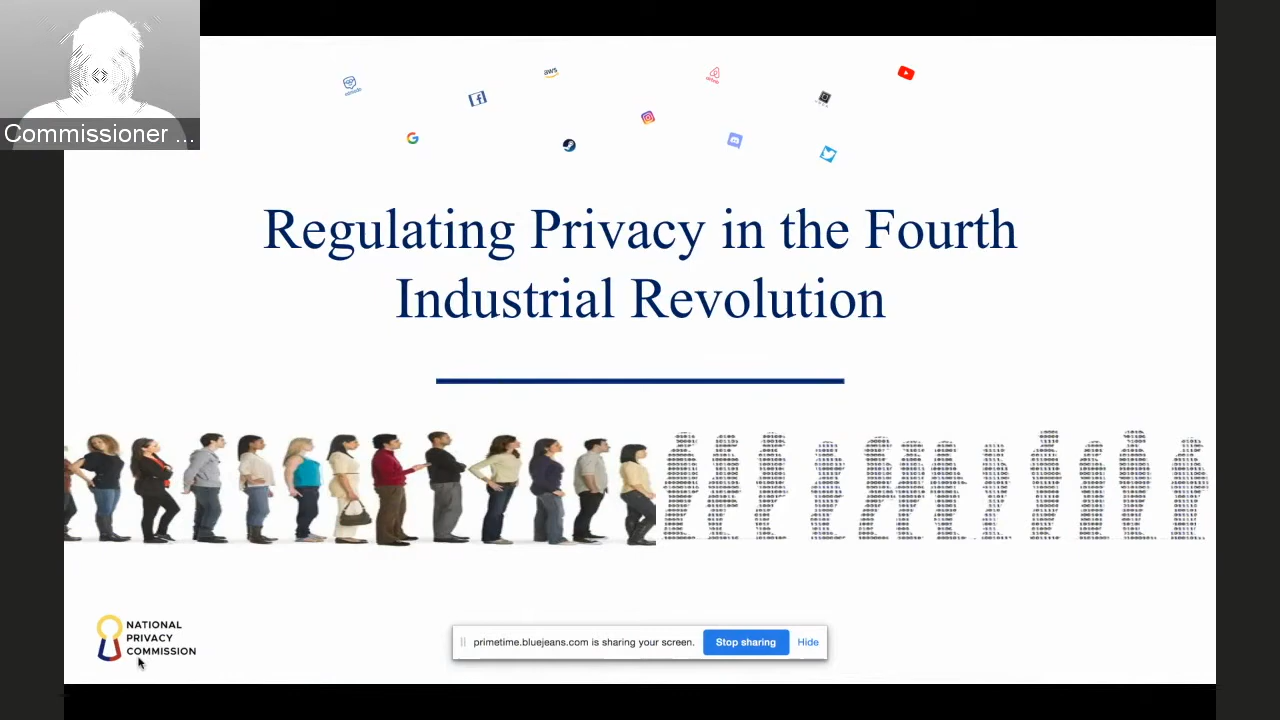 Commissioner ...
aws
Regulating Privacy in the Fourth
Industrial Revolution
NATIONAL
PRIVACY
COMMISSION
primetime.bluejeans.com is sharing your screen.
Stop sharing
Hide